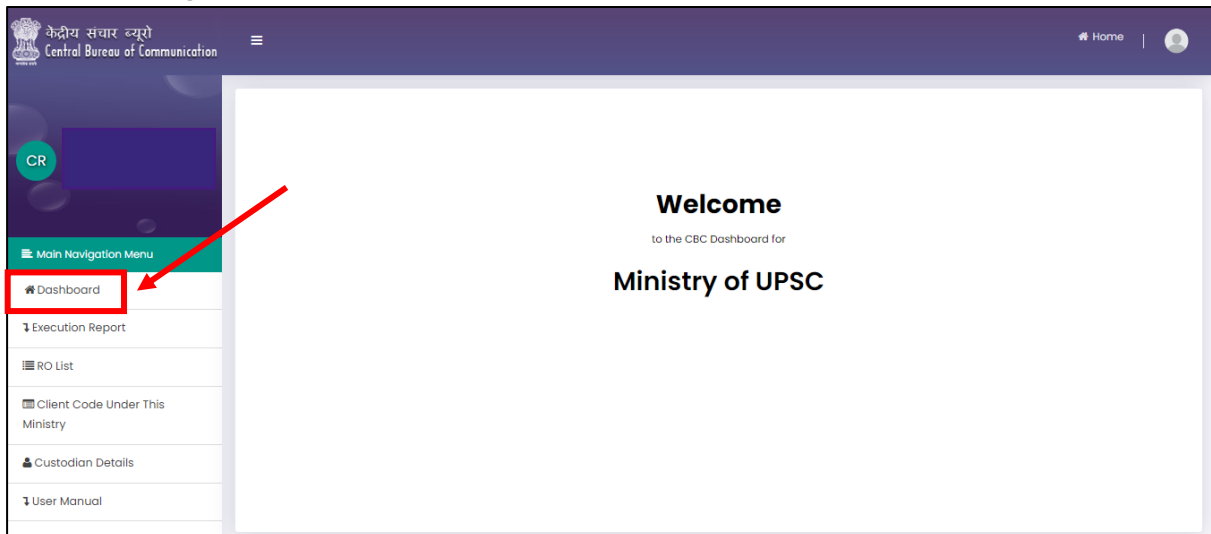 केंद्रीय संचार ब्यूरो
Central Bureau of Communication
Home
CR
Main Navigation Menu
Dashboard
Execution Report
RO List
Client Code Under This
Ministry
Custodian Details
User Manual
Welcome
to the CBC Dashboard for
Ministry of UPSC